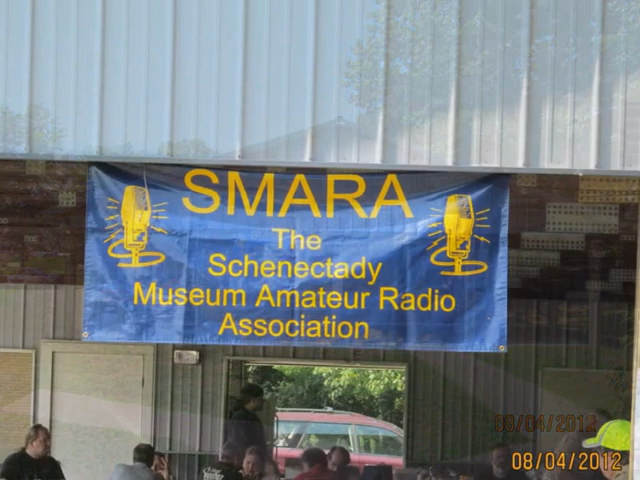 SMARA
The
Schenectady
Museum Amateur Radio
Association
08/04/2012
08/04/2012